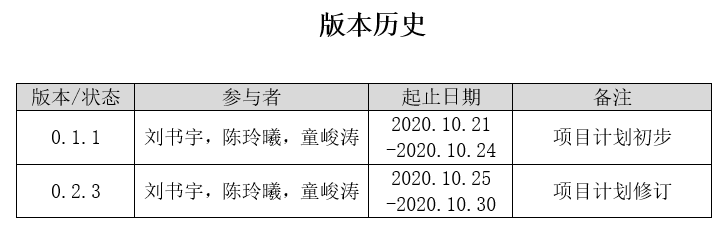 版本历史
版本/状态 参与者 起止日期 备注
0.1.1 刘书宇，陈玲曦，童峻涛 2020.10.21
-2020.10.24 项目计划初步
0.2.3 刘书宇，陈玲曦，童峻涛 2020.10.25
-2020.10.30 项目计划修订